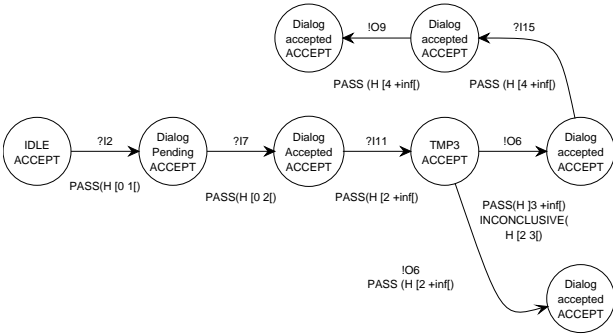 Dialog
accepted
ACCEPT
!O9
PASS (H [4 +inf[)
Dialog
accepted
ACCEPT
?I15
PASS (H [4 +inf[)
IDLE
ACCEPT
?I2
PASS(H [0 1[)
Dialog
Pending
ACCEPT
?I7
PASS(H [0 2[)
Dialog
Accepted
ACCEPT
?I11
PASS(H [2 +inf[)
TMP3
ACCEPT
!O6
PASS(H ]3 +inf[)
INCONCLUSIVE(
H [2 3[)
Dialog
accepted
ACCEPT
!O6
PASS (H [2 +inf[)
Dialog
accepted
ACCEPT